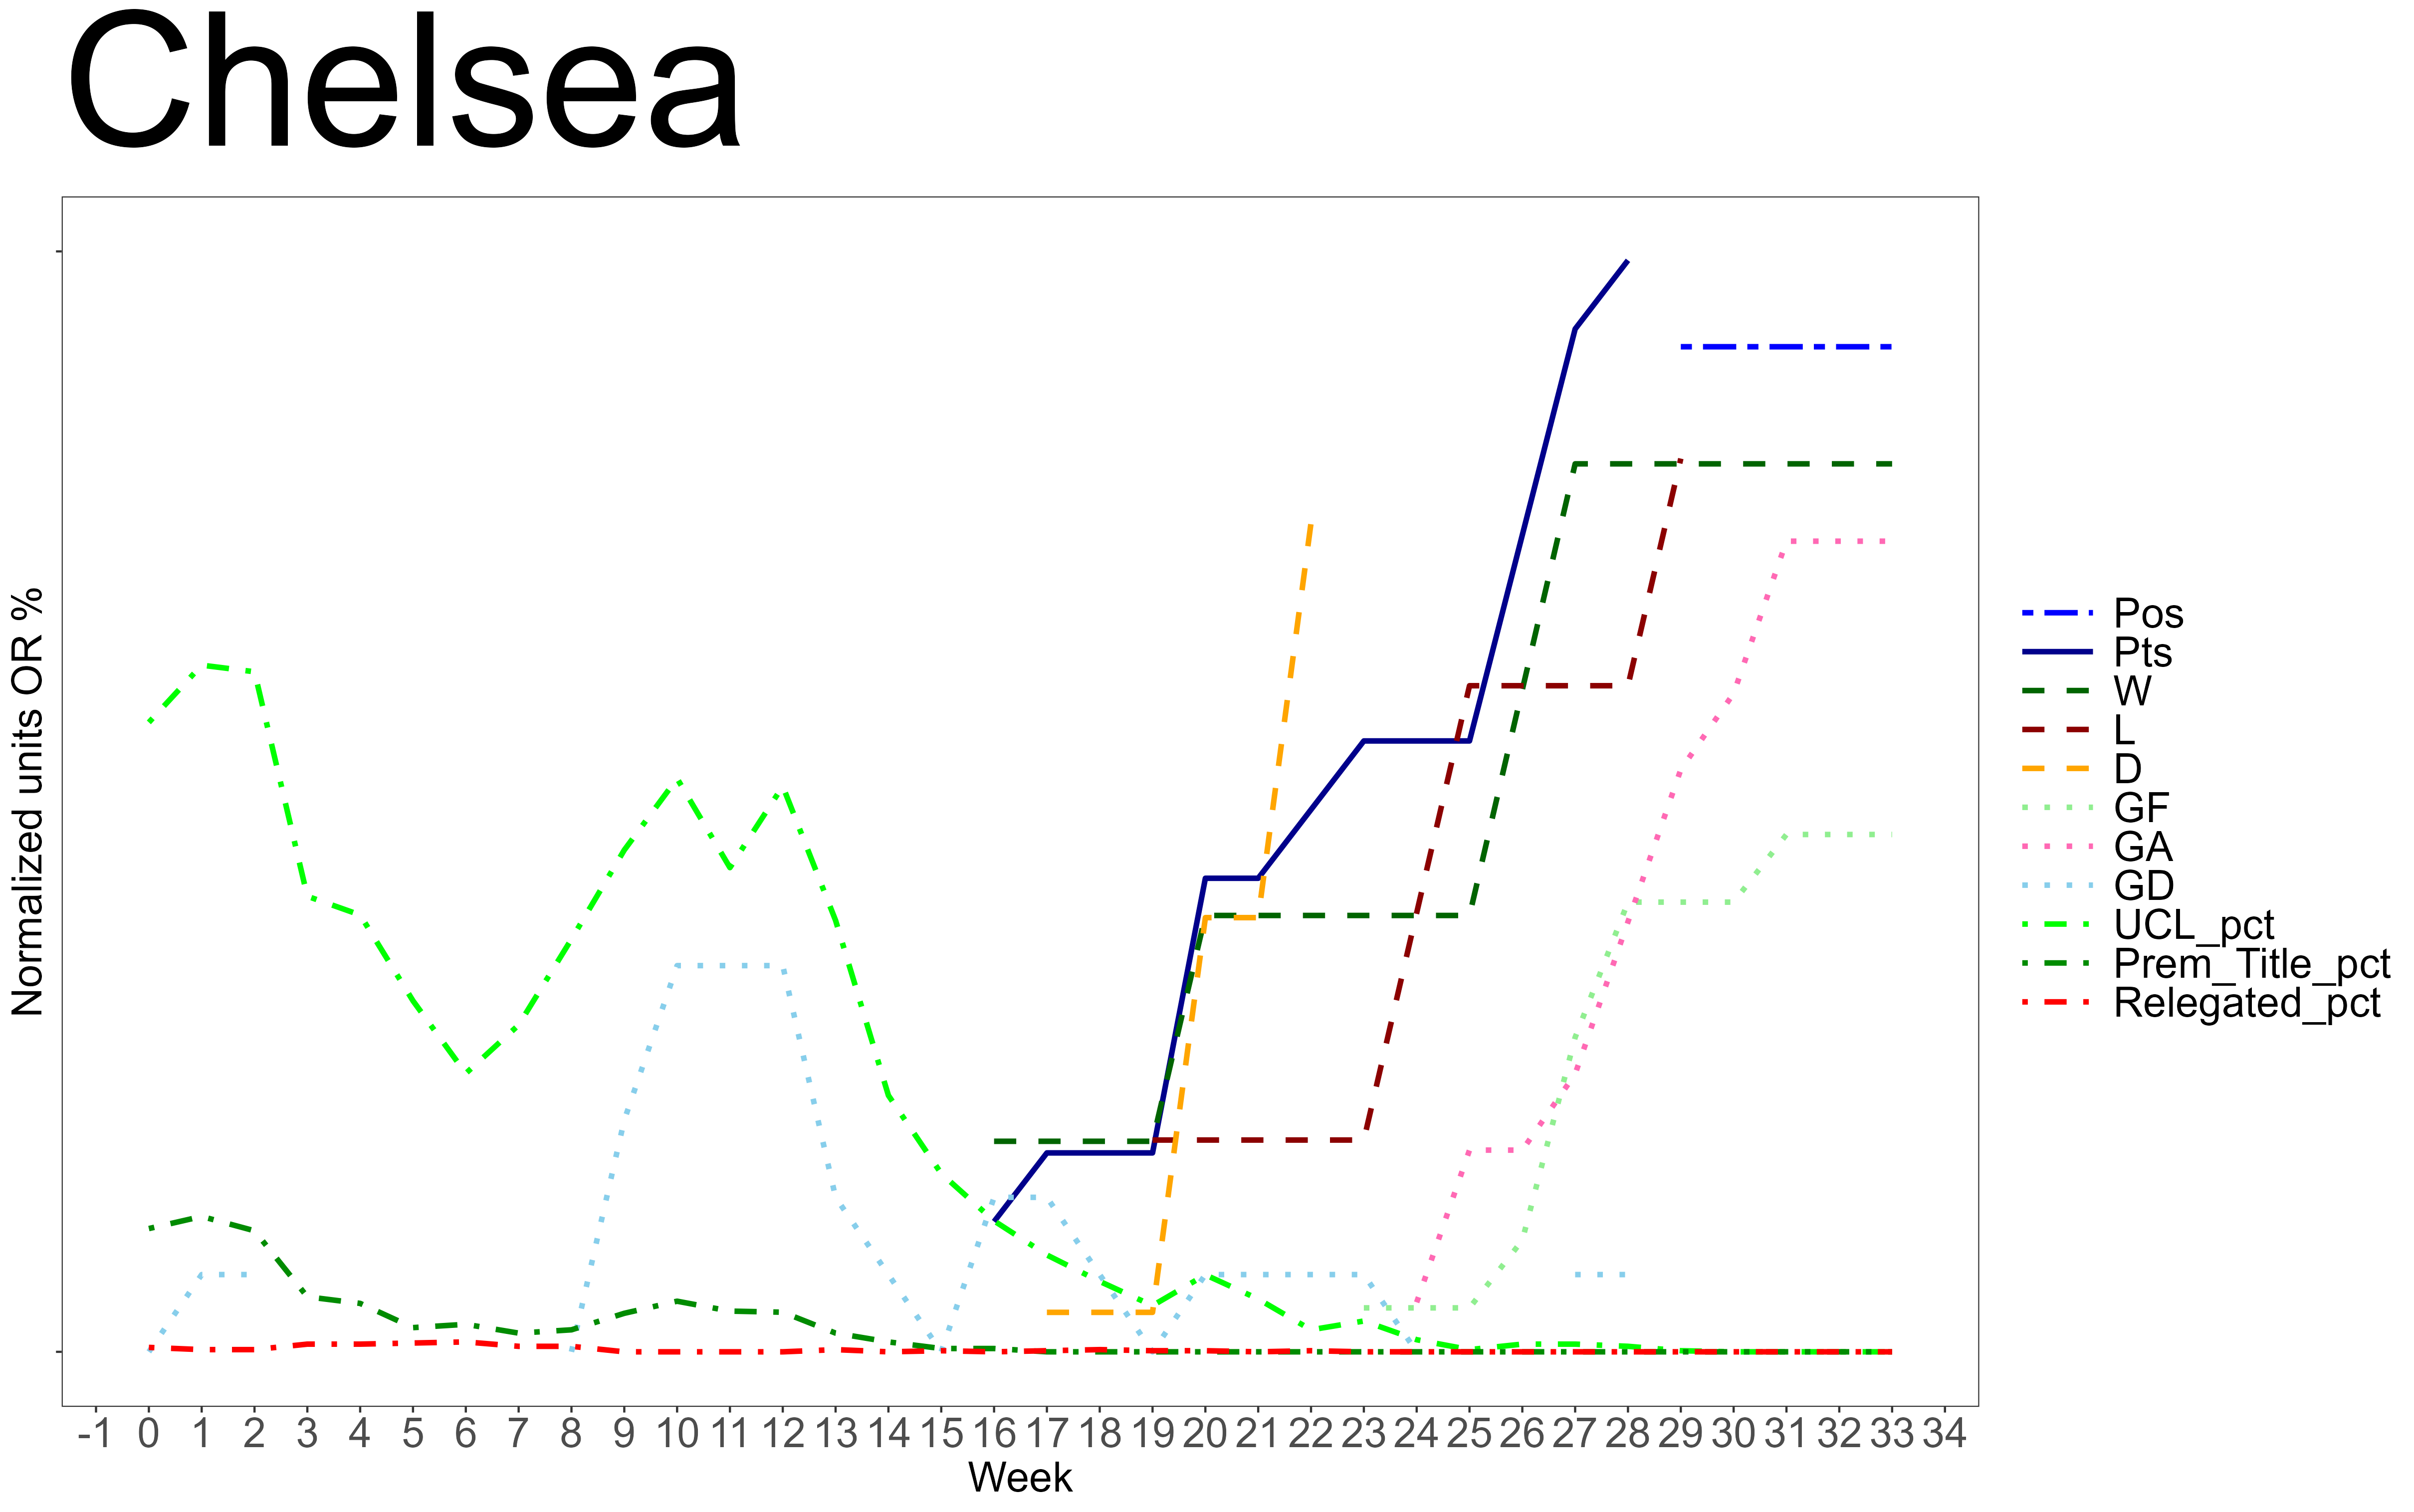 Chelsea
Normalized units OR %
-1 0 1 2 3 4 5 6 7 8 9 10 11 12 13 14 15 16 17 18 19 20 21 22 23 24 25 26 27 28 29 30 31 32 33 34
Week
Pos
Pts
W
L
D
GF
GA
GD
UCL_pct
Prem_Title_pct
Relegated_pct